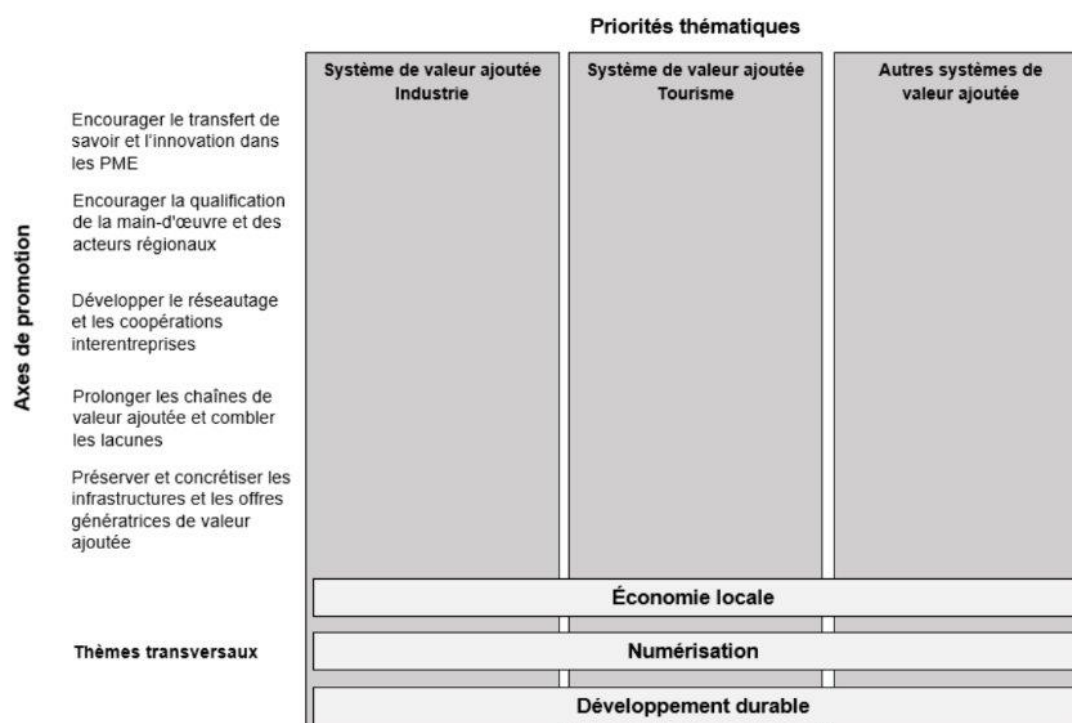 Priorités thématiques
Système de valeur ajoutée
Industrie
Système de valeur ajoutée
Tourisme
Autres systèmes de
valeur ajoutée
Axes de promotion
Encourager le transfert de
savoir et l'innovation dans
les PME
Encourager la qualification
de la main-d'œuvre et des
acteurs régionaux
Développer le réseautage
et les coopérations
interentreprises
Prolonger les chaînes de
valeur ajoutée et combler
les lacunes
Préserver et concrétiser les
infrastructures et les offres
génératrices de valeur
ajoutée
Thèmes transversaux
Économie locale
Numérisation
Développement durable